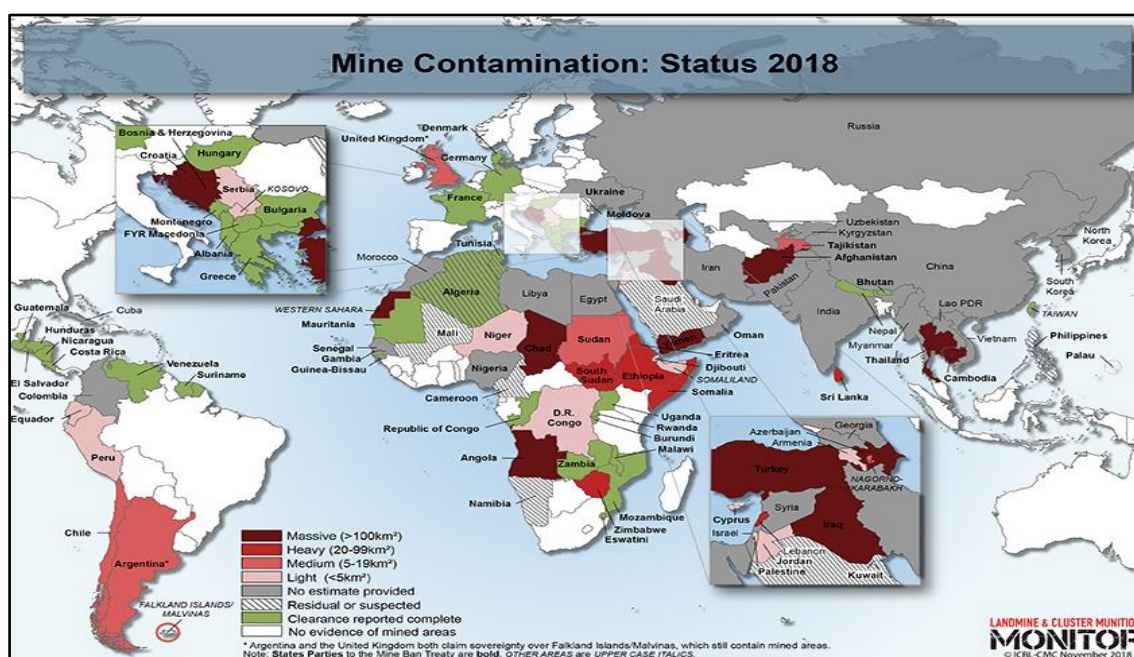 Mine Contamination: Status 2018
Bosnia & Herzegovina
Croatia
Hungary
Serbia
KOSOVO
Bulgaria
Montenegro
FYR Macedonia
Albania
Greece
United Kingdom*
Denmark
Germany
France
Ukraine
Moldova
Russia
Uzbekistan
Kyrgyzstan
Tajikistan
Afghanistan
North
Korea
South
Korea
China
Iran
Pakistan
Bhutan
India
Nepal
Lao PDR
TAIWAN
Myanmar
Vietnam
Thailand
Cambodia
Philippines
Palau
Sri Lanka
Tunisia
Morocco
Algeria
Libya
Egypt
Saudi
Arabia
Oman
Yemen
WESTERN SAHARA
Mauritania
Mali
Niger
Chad
Sudan
Eritrea
Djibouti
SOMALILAND
Somalia
Senegal
Gambia
Guinea-Bissau
Nigeria
Cameroon
South
Sudan
Ethiopia
Republic of Congo
D.R.
Congo
Uganda
Rwanda
Burundi
Malawi
Angola
Zambia
Namibia
Mozambique
Zimbabwe
Eswatini
Guatemala
Cuba
Hunduras
Nicaragua
Costa Rica
El Salvador
Venezuela
Suriname
Colombia
Equador
Peru
Chile
Argentina*
FALKLAND ISLANDS/
MALVINAS
Georgia
Azerbaijan
Armenia
NAGORNO-
KARABAKH
Turkey
Syria
Iraq
Cyprus
Israel
Lebanon
Jordan
Palestine
Kuwait
Massive (>100km²)
Heavy (20-99km²)
Medium (5-19km²)
Light (<5km²)
No estimate provided
Residual or suspected
Clearance reported complete
No evidence of mined areas
* Argentina and the United Kingdom both claim sovereignty over Falkland Islands/Malvinas, which still contain mined areas.
Note: States Parties to the Mine Ban Treaty are bold. OTHER AREAS are UPPER CASE ITALICS.
LANDMINE & CLUSTER MUNITION
MONITOR
© ICBL-CMC November 2018